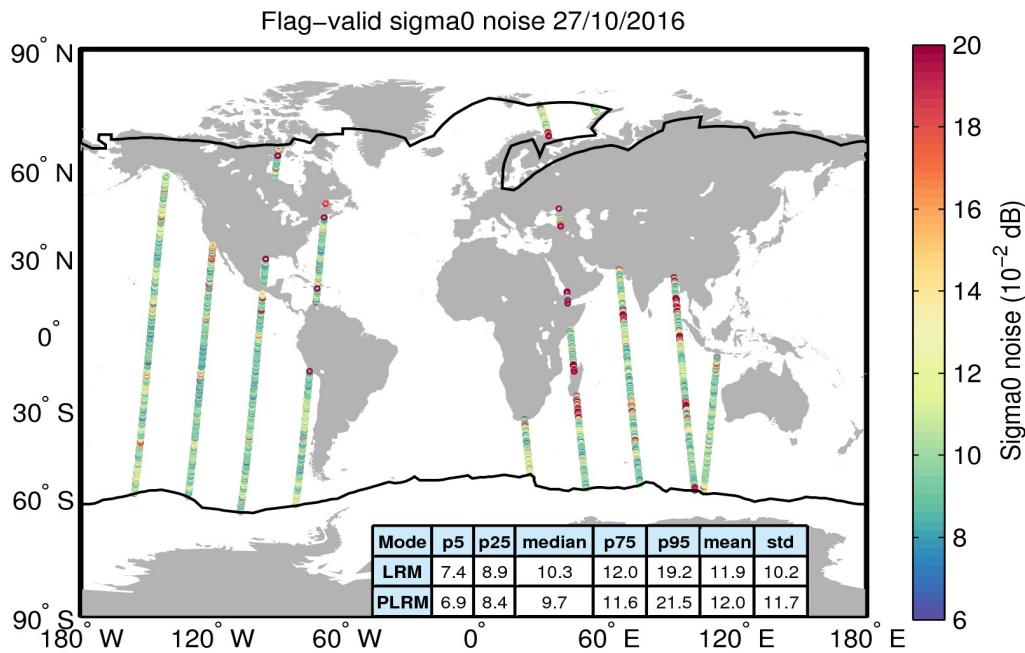 Flag−valid sigma0 noise 27/10/2016
90° N
60° N
30° N
0°
30° S
60° S
90° S
180° W
120° W
60° W
0°
60° E
120° E
180° E
Mode p5 p25 median p75 p95 mean std
LRM 7.4 8.9 10.3 12.0 19.2 11.9 10.2
PLRM 6.9 8.4 9.7 11.6 21.5 12.0 11.7
20
18
16
14
12
10
8
6
Sigma0 noise (10⁻² dB)